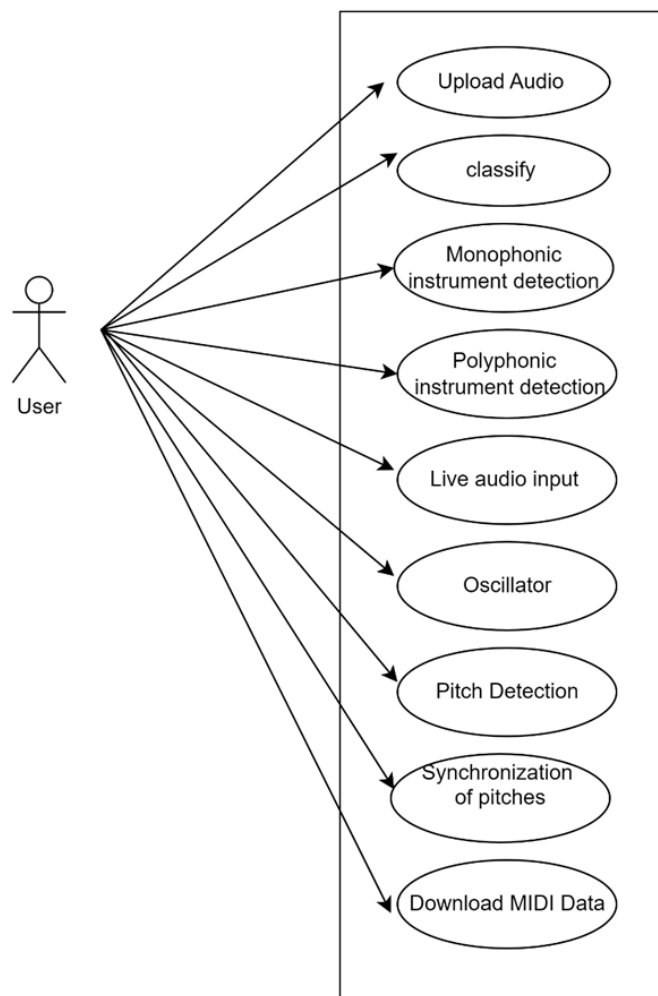 Upload Audio
classify
Monophonic
instrument detection
Polyphonic
instrument detection
User
Live audio input
Oscillator
Pitch Detection
Synchronization
of pitches
Download MIDI Data